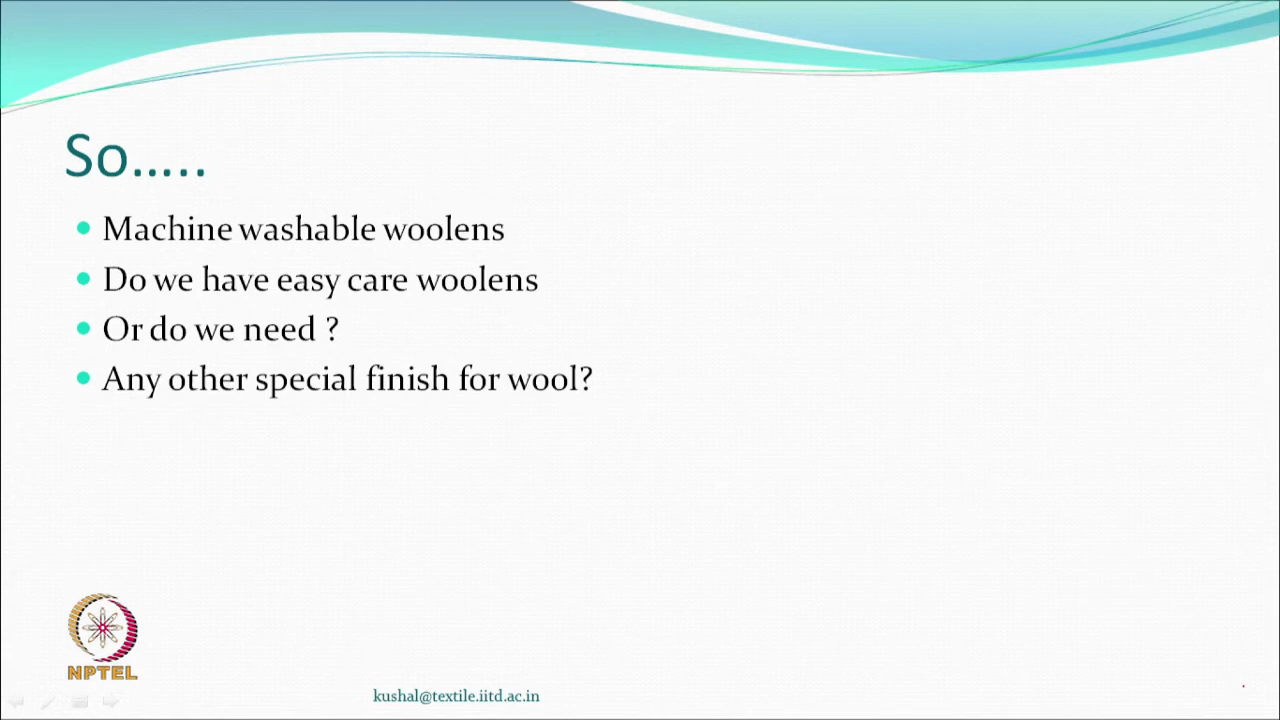 So.....
Machine washable woolens
Do we have easy care woolens
Or do we need ?
Any other special finish for wool?
NPTEL
kushal@textile.iitd.ac.in